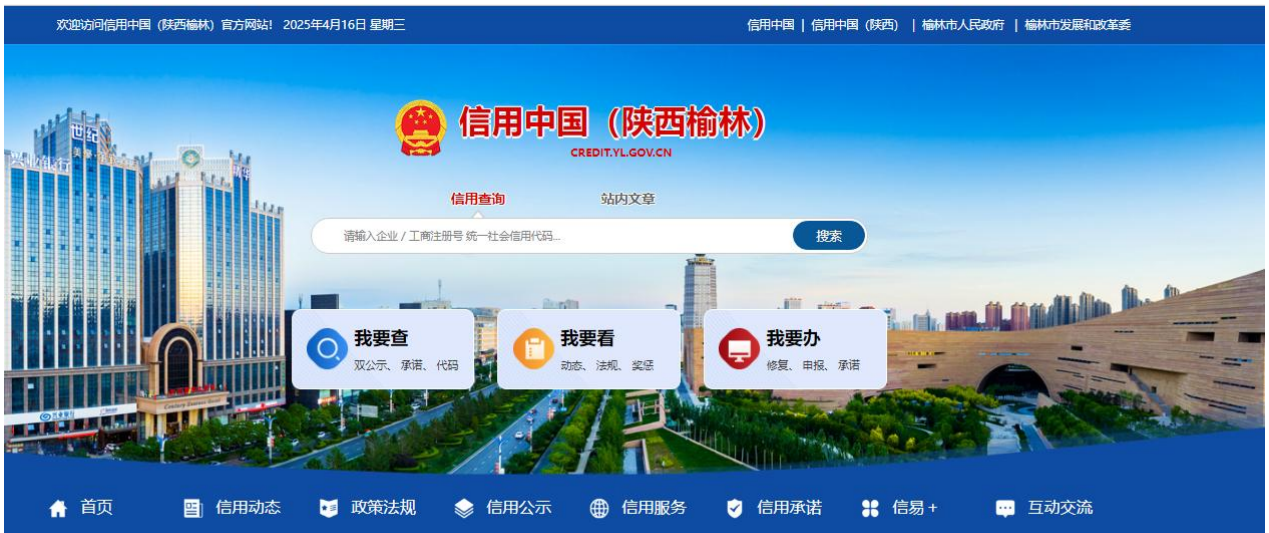 欢迎访问信用中国（陕西榆林）官方网站！ 2025年4月16日 星期三
信用中国 | 信用中国（陕西） | 榆林市人民政府 | 榆林市发展和改革委
信用中国（陕西榆林）
CREDIT.YL.GOV.CN
信用查询 站内文章
请输入企业 / 工商注册号 统一社会信用代码...
搜索
我要查
双公示、承诺、代码
我要看
动态、法规、奖惩
我要办
修复、申报、承诺
世纪
兴业银行
首页 信用动态 政策法规 信用公示 信用服务 信用承诺 信易+ 互动交流